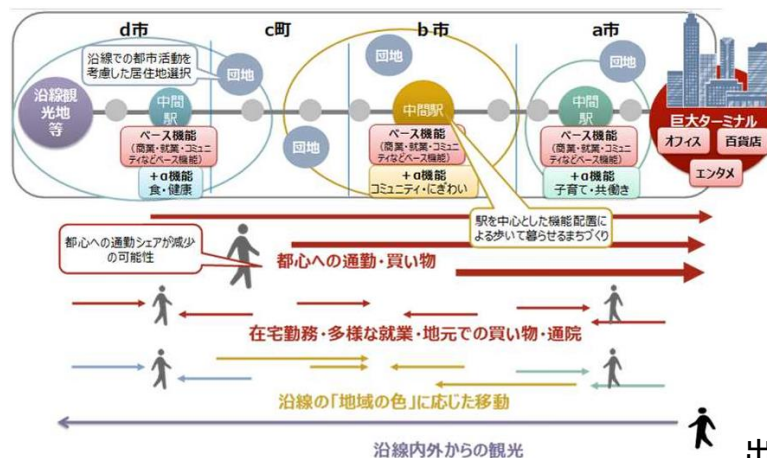 d市
c町
b市
a市
沿線での都市活動を
考慮した居住地選択
団地
団地
団地
沿線観
光地
等
中間
駅
中間駅
中間
駅
団地
巨大ターミナル
オフィス
百貨店
エンタメ
ベース機能
(商業・就業・コミュニ
ティなどベース機能)
+α機能
食・健康
ベース機能
(商業・就業・コミュニ
ティなどベース機能)
+α機能
コミュニティ・にぎわい
ベース機能
(商業・就業・コミュニ
ティなどベース機能)
+α機能
子育て・共働き
駅を中心とした機能配置に
よる歩いて暮らせるまちづくり
都心への通勤シェアが減少
の可能性
都心への通勤・買い物
在宅勤務・多様な就業・地元での買い物・通院
沿線の「地域の色」に応じた移動
沿線内外からの観光